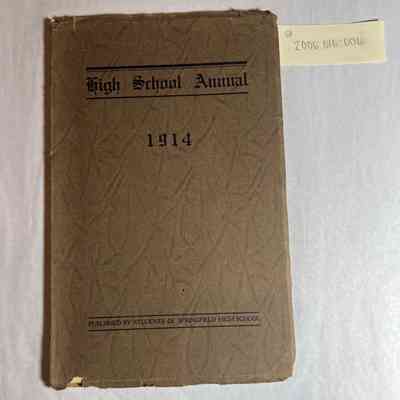 High School Annual
1914
PUBLISHED BY STUDENTS OF SPRINGFIELD HIGH SCHOOL